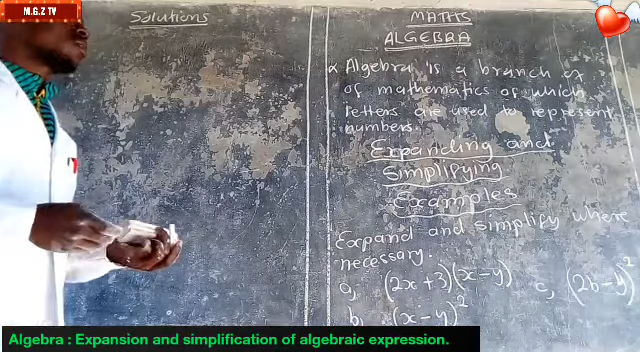 M.G.Z TV
Solutions
MATHS
ALGEBRA
Algebra is a branch of
of mathematics of which
letters are used to represent
numbers.
Expanding and
Simplifying
Examples
Expand and simplify where
necessary.
a, (2x + 3)(x - y)
b, (x - y)²
c, (2b - y)²
Algebra : Expansion and simplification of algebraic expression.